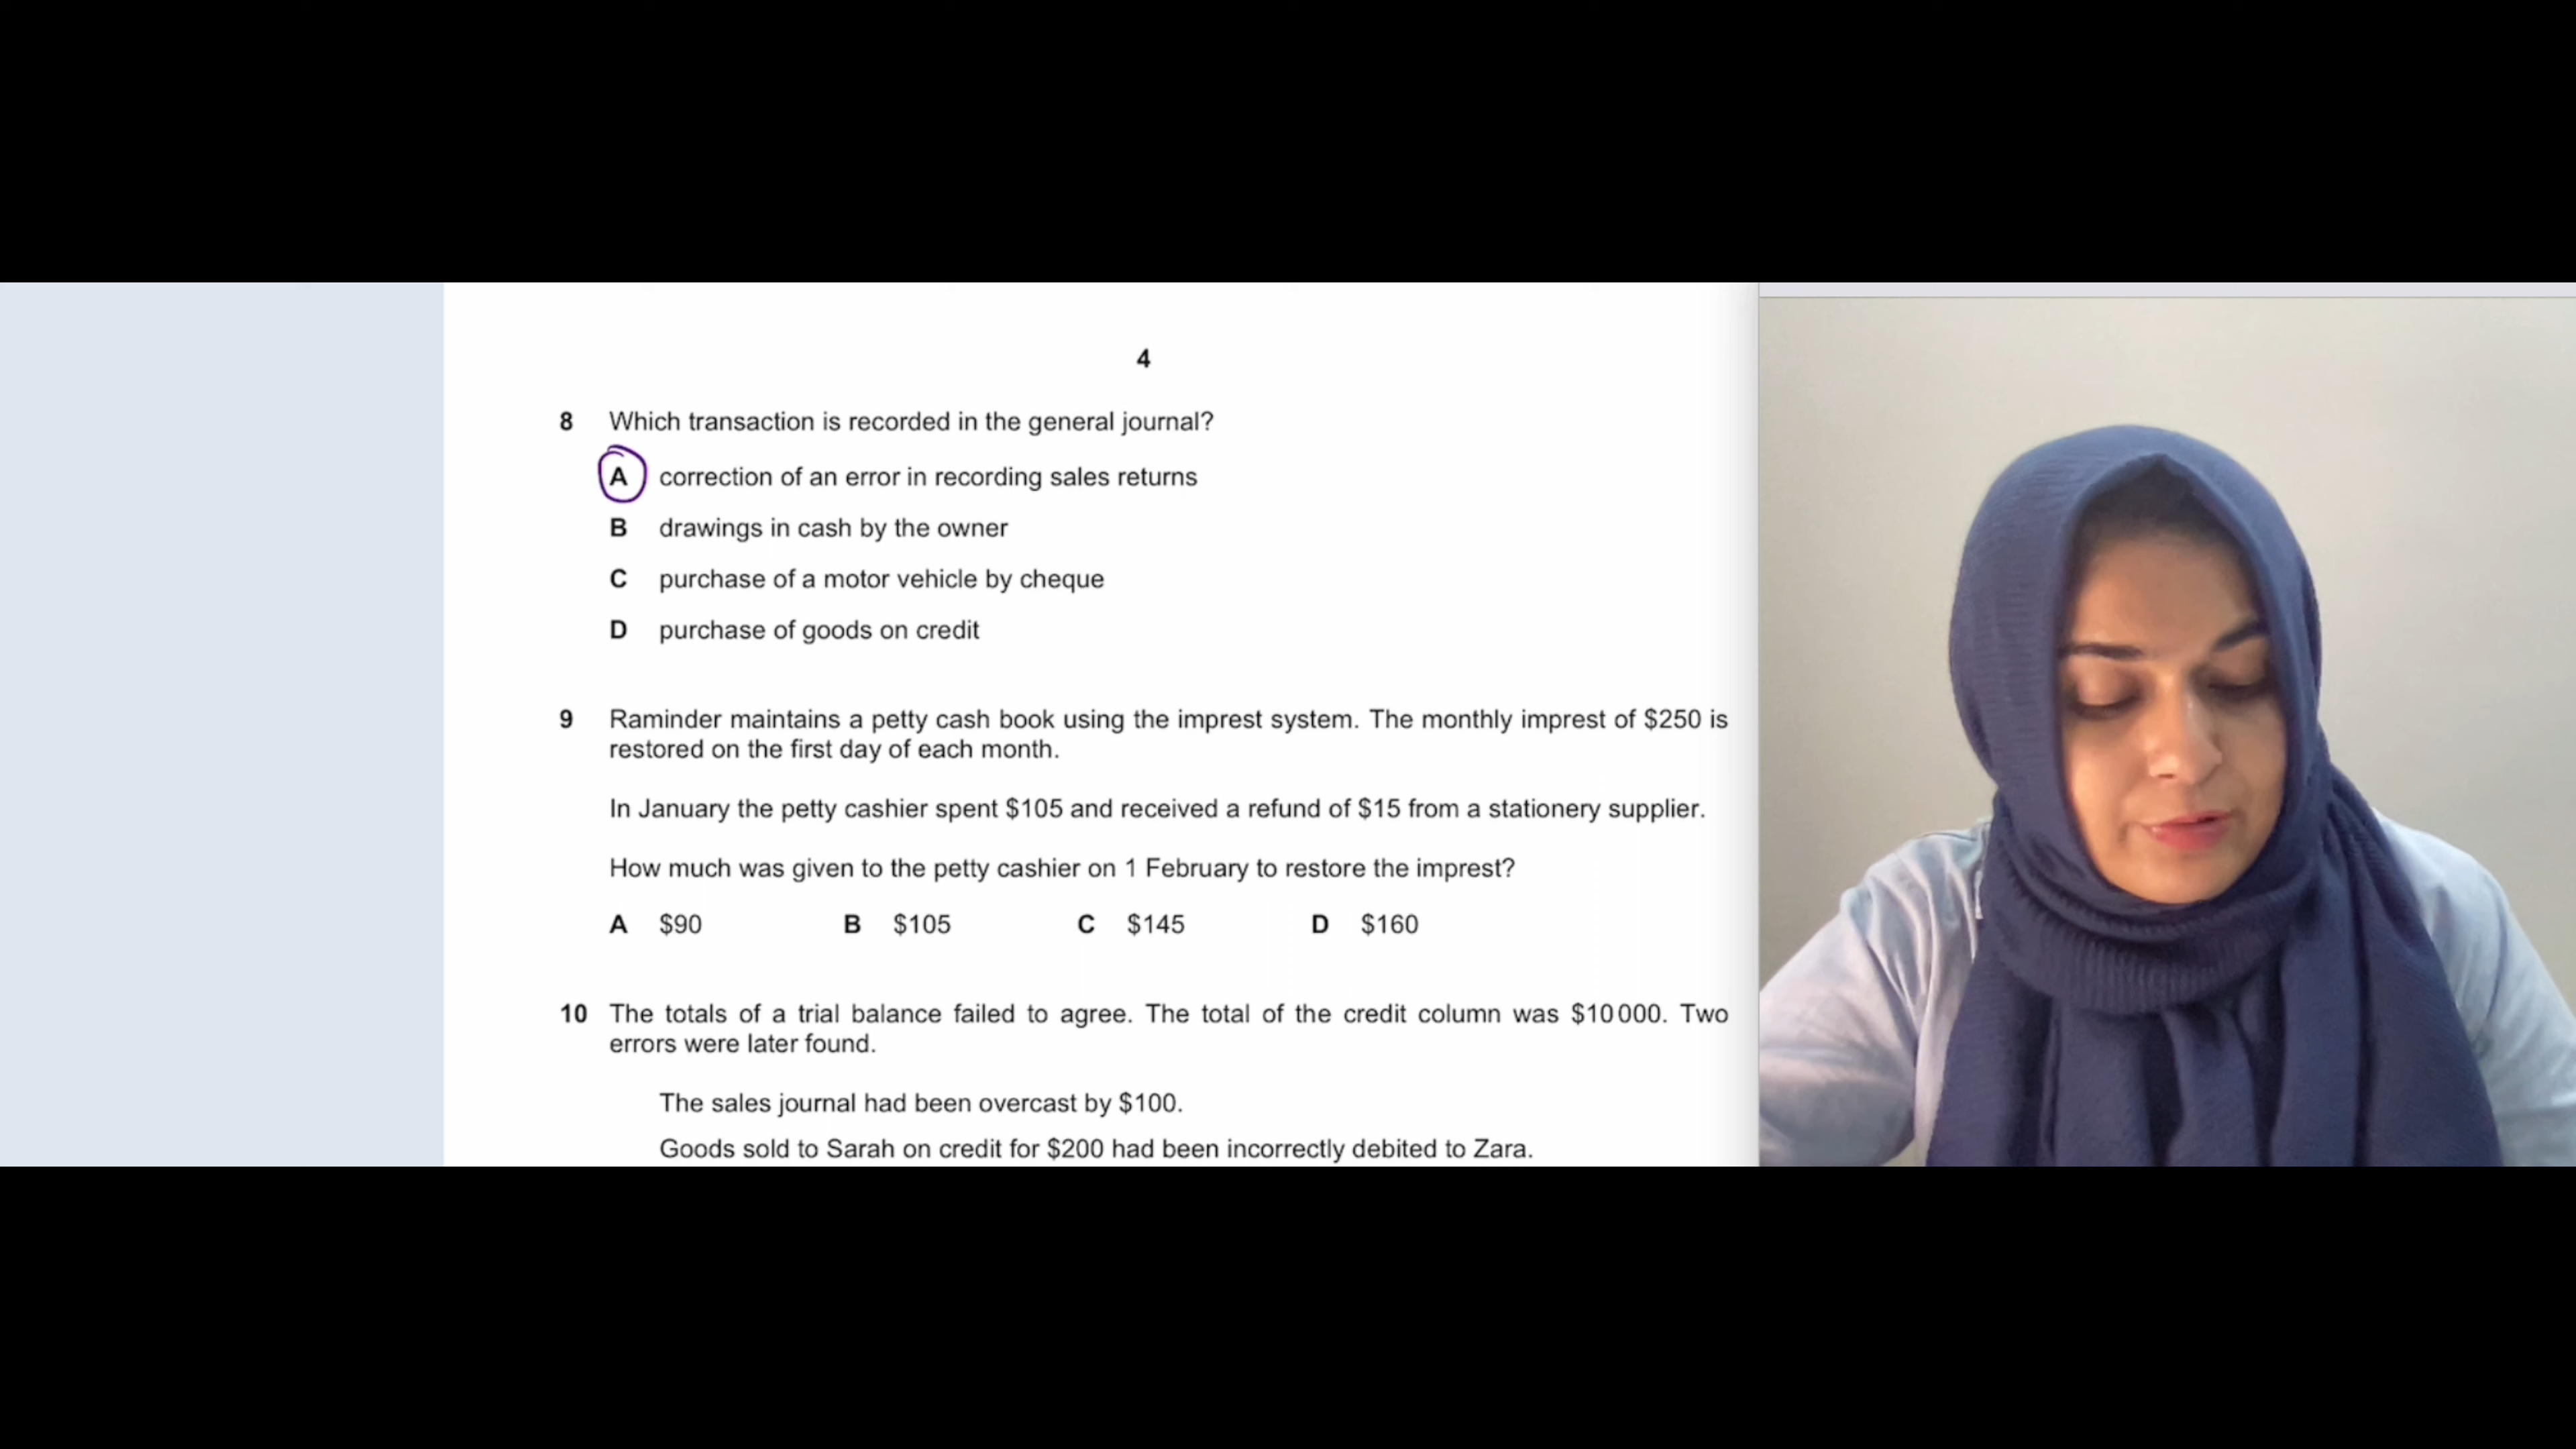 4
8 Which transaction is recorded in the general journal?
A correction of an error in recording sales returns
B drawings in cash by the owner
C purchase of a motor vehicle by cheque
D purchase of goods on credit
9 Raminder maintains a petty cash book using the imprest system. The monthly imprest of $250 is
restored on the first day of each month.
In January the petty cashier spent $105 and received a refund of $15 from a stationery supplier.
How much was given to the petty cashier on 1 February to restore the imprest?
A $90 B $105 C $145 D $160
10 The totals of a trial balance failed to agree. The total of the credit column was $10 000. Two
errors were later found.
The sales journal had been overcast by $100.
Goods sold to Sarah on credit for $200 had been incorrectly debited to Zara.